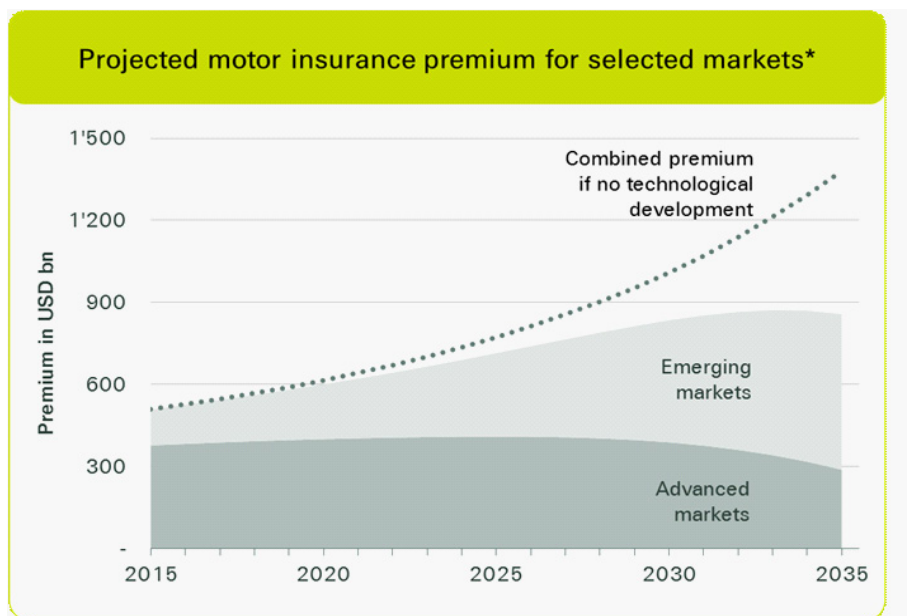 Projected motor insurance premium for selected markets*
1'500
1'200
900
600
300
-
Premium in USD bn
Combined premium
if no technological
development
Emerging
markets
Advanced
markets
2015
2020
2025
2030
2035